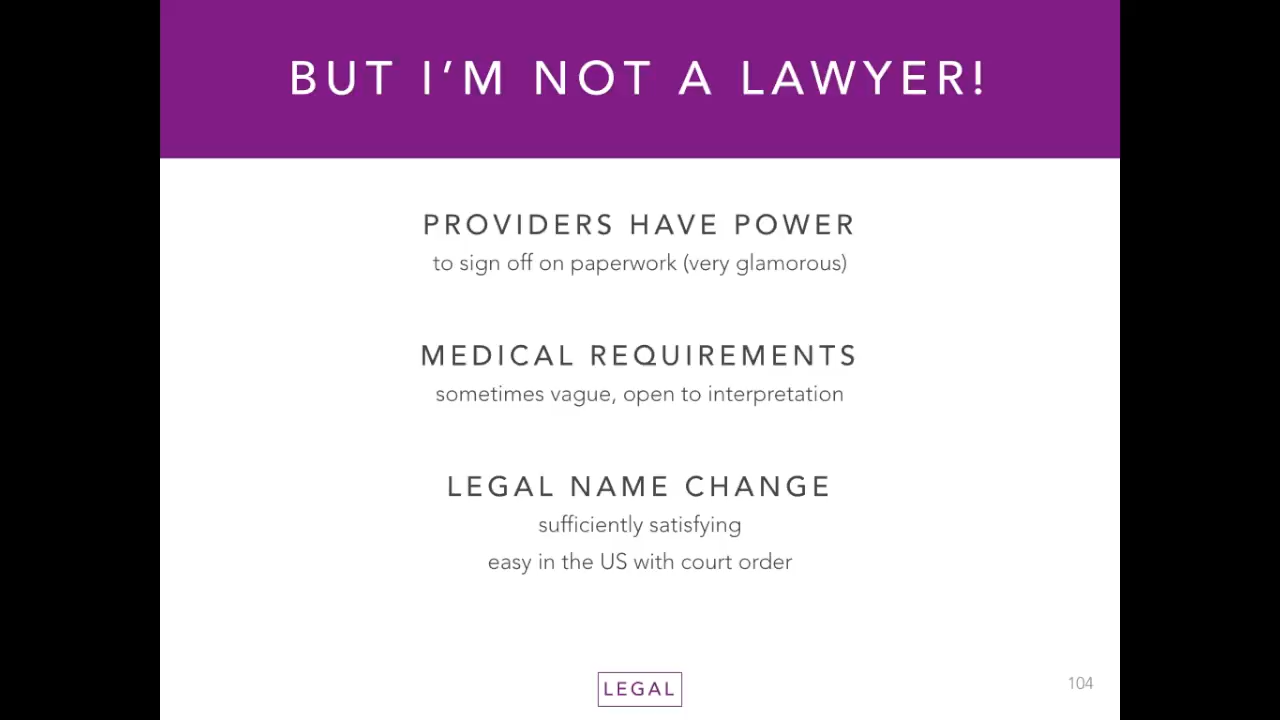 BUT I'M NOT A LAWYER!
PROVIDERS HAVE POWER
to sign off on paperwork (very glamorous)
MEDICAL REQUIREMENTS
sometimes vague, open to interpretation
LEGAL NAME CHANGE
sufficiently satisfying
easy in the US with court order
LEGAL
104